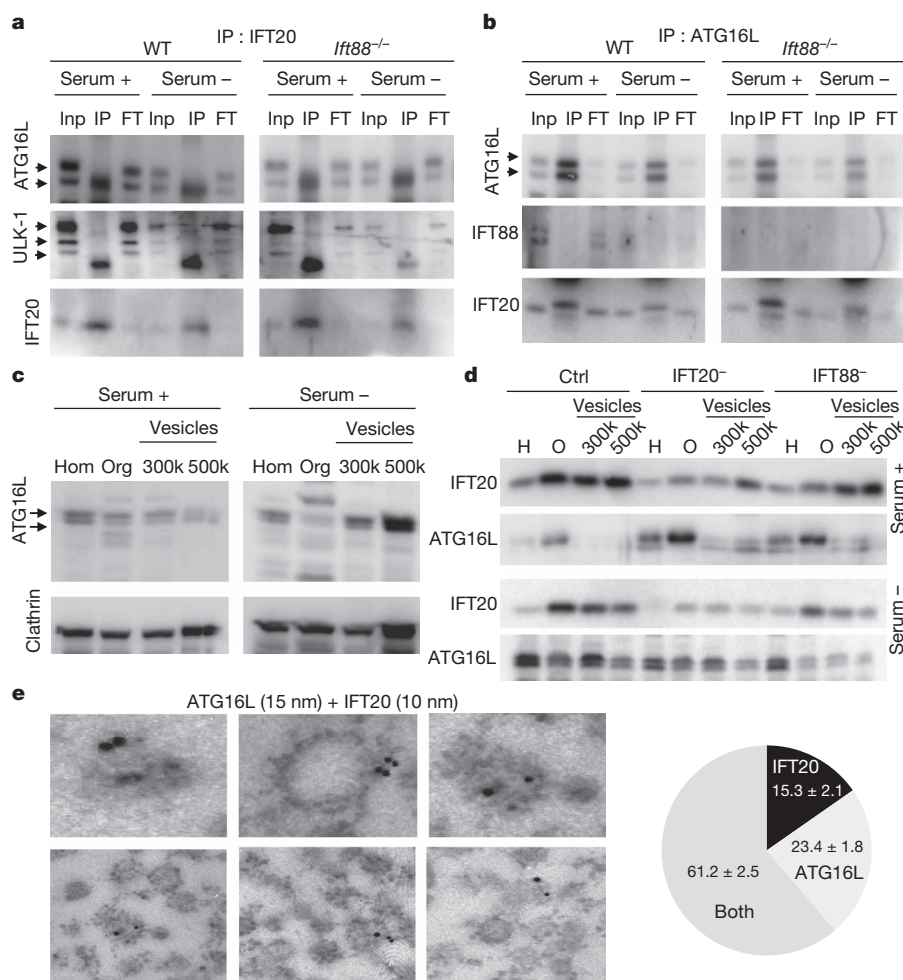 a
IP : IFT20
WT
Ift88–/–
Serum + Serum – Serum + Serum –
Inp IP FT Inp IP FT Inp IP FT Inp IP FT
ATG16L
ULK-1
IFT20
b
IP : ATG16L
WT
Ift88–/–
Serum + Serum – Serum + Serum–
Inp IP FT Inp IP FT Inp IP FT Inp IP FT
ATG16L
IFT88
IFT20
c
Serum + Serum –
Vesicles Vesicles
Hom Org 300k 500k Hom Org 300k 500k
ATG16L
Clathrin
d
Ctrl IFT20– IFT88–
Vesicles Vesicles Vesicles
H O 300k 500k H O 300k 500k H O 300k 500k
IFT20
ATG16L
Serum +
IFT20
ATG16L
Serum –
e
ATG16L (15 nm) + IFT20 (10 nm)
IFT20
15.3 ± 2.1
23.4 ± 1.8
ATG16L
61.2 ± 2.5
Both